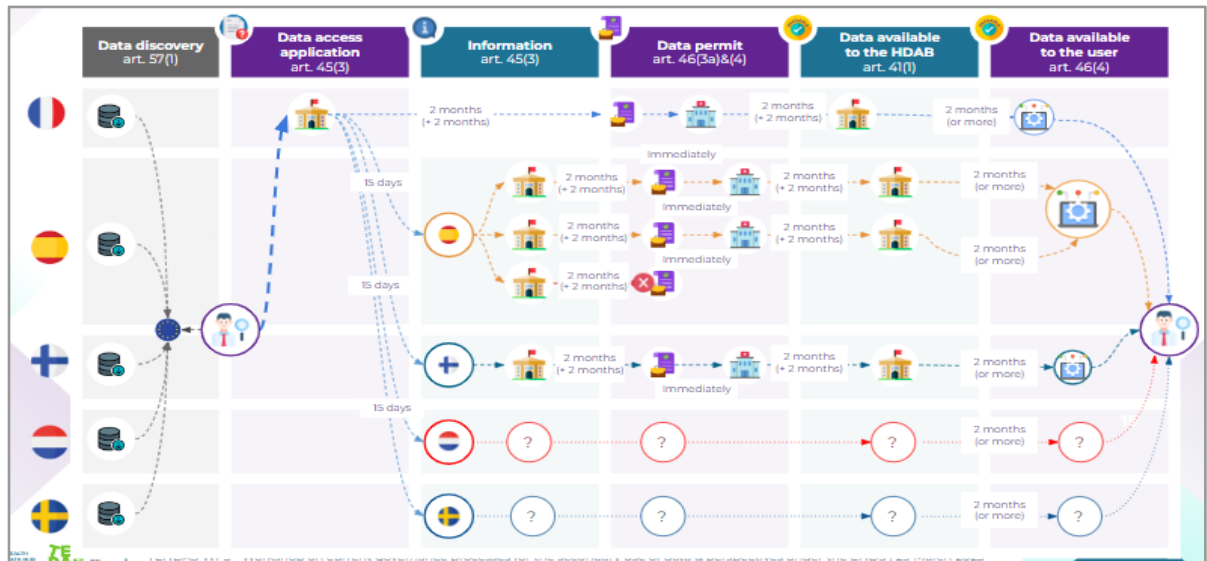 Data discovery
art. 57(1)
Data access
application
art. 45(3)
Information
art. 45(3)
Data permit
art. 46(3a)&(4)
Data available
to the HDAB
art. 41(1)
Data available
to the user
art. 46(4)
2 months
(+ 2 months)
2 months
(+ 2 months)
2 months
(or more)
Immediately
15 days
2 months
(+ 2 months)
2 months
(+ 2 months)
2 months
(or more)
Immediately
2 months
(+ 2 months)
2 months
(+ 2 months)
2 months
(or more)
Immediately
15 days
2 months
(+ 2 months)
2 months
(+ 2 months)
2 months
(+ 2 months)
2 months
(or more)
Immediately
15 days
? ? ?
2 months
(or more)
?
? ? ?
2 months
(or more)
?